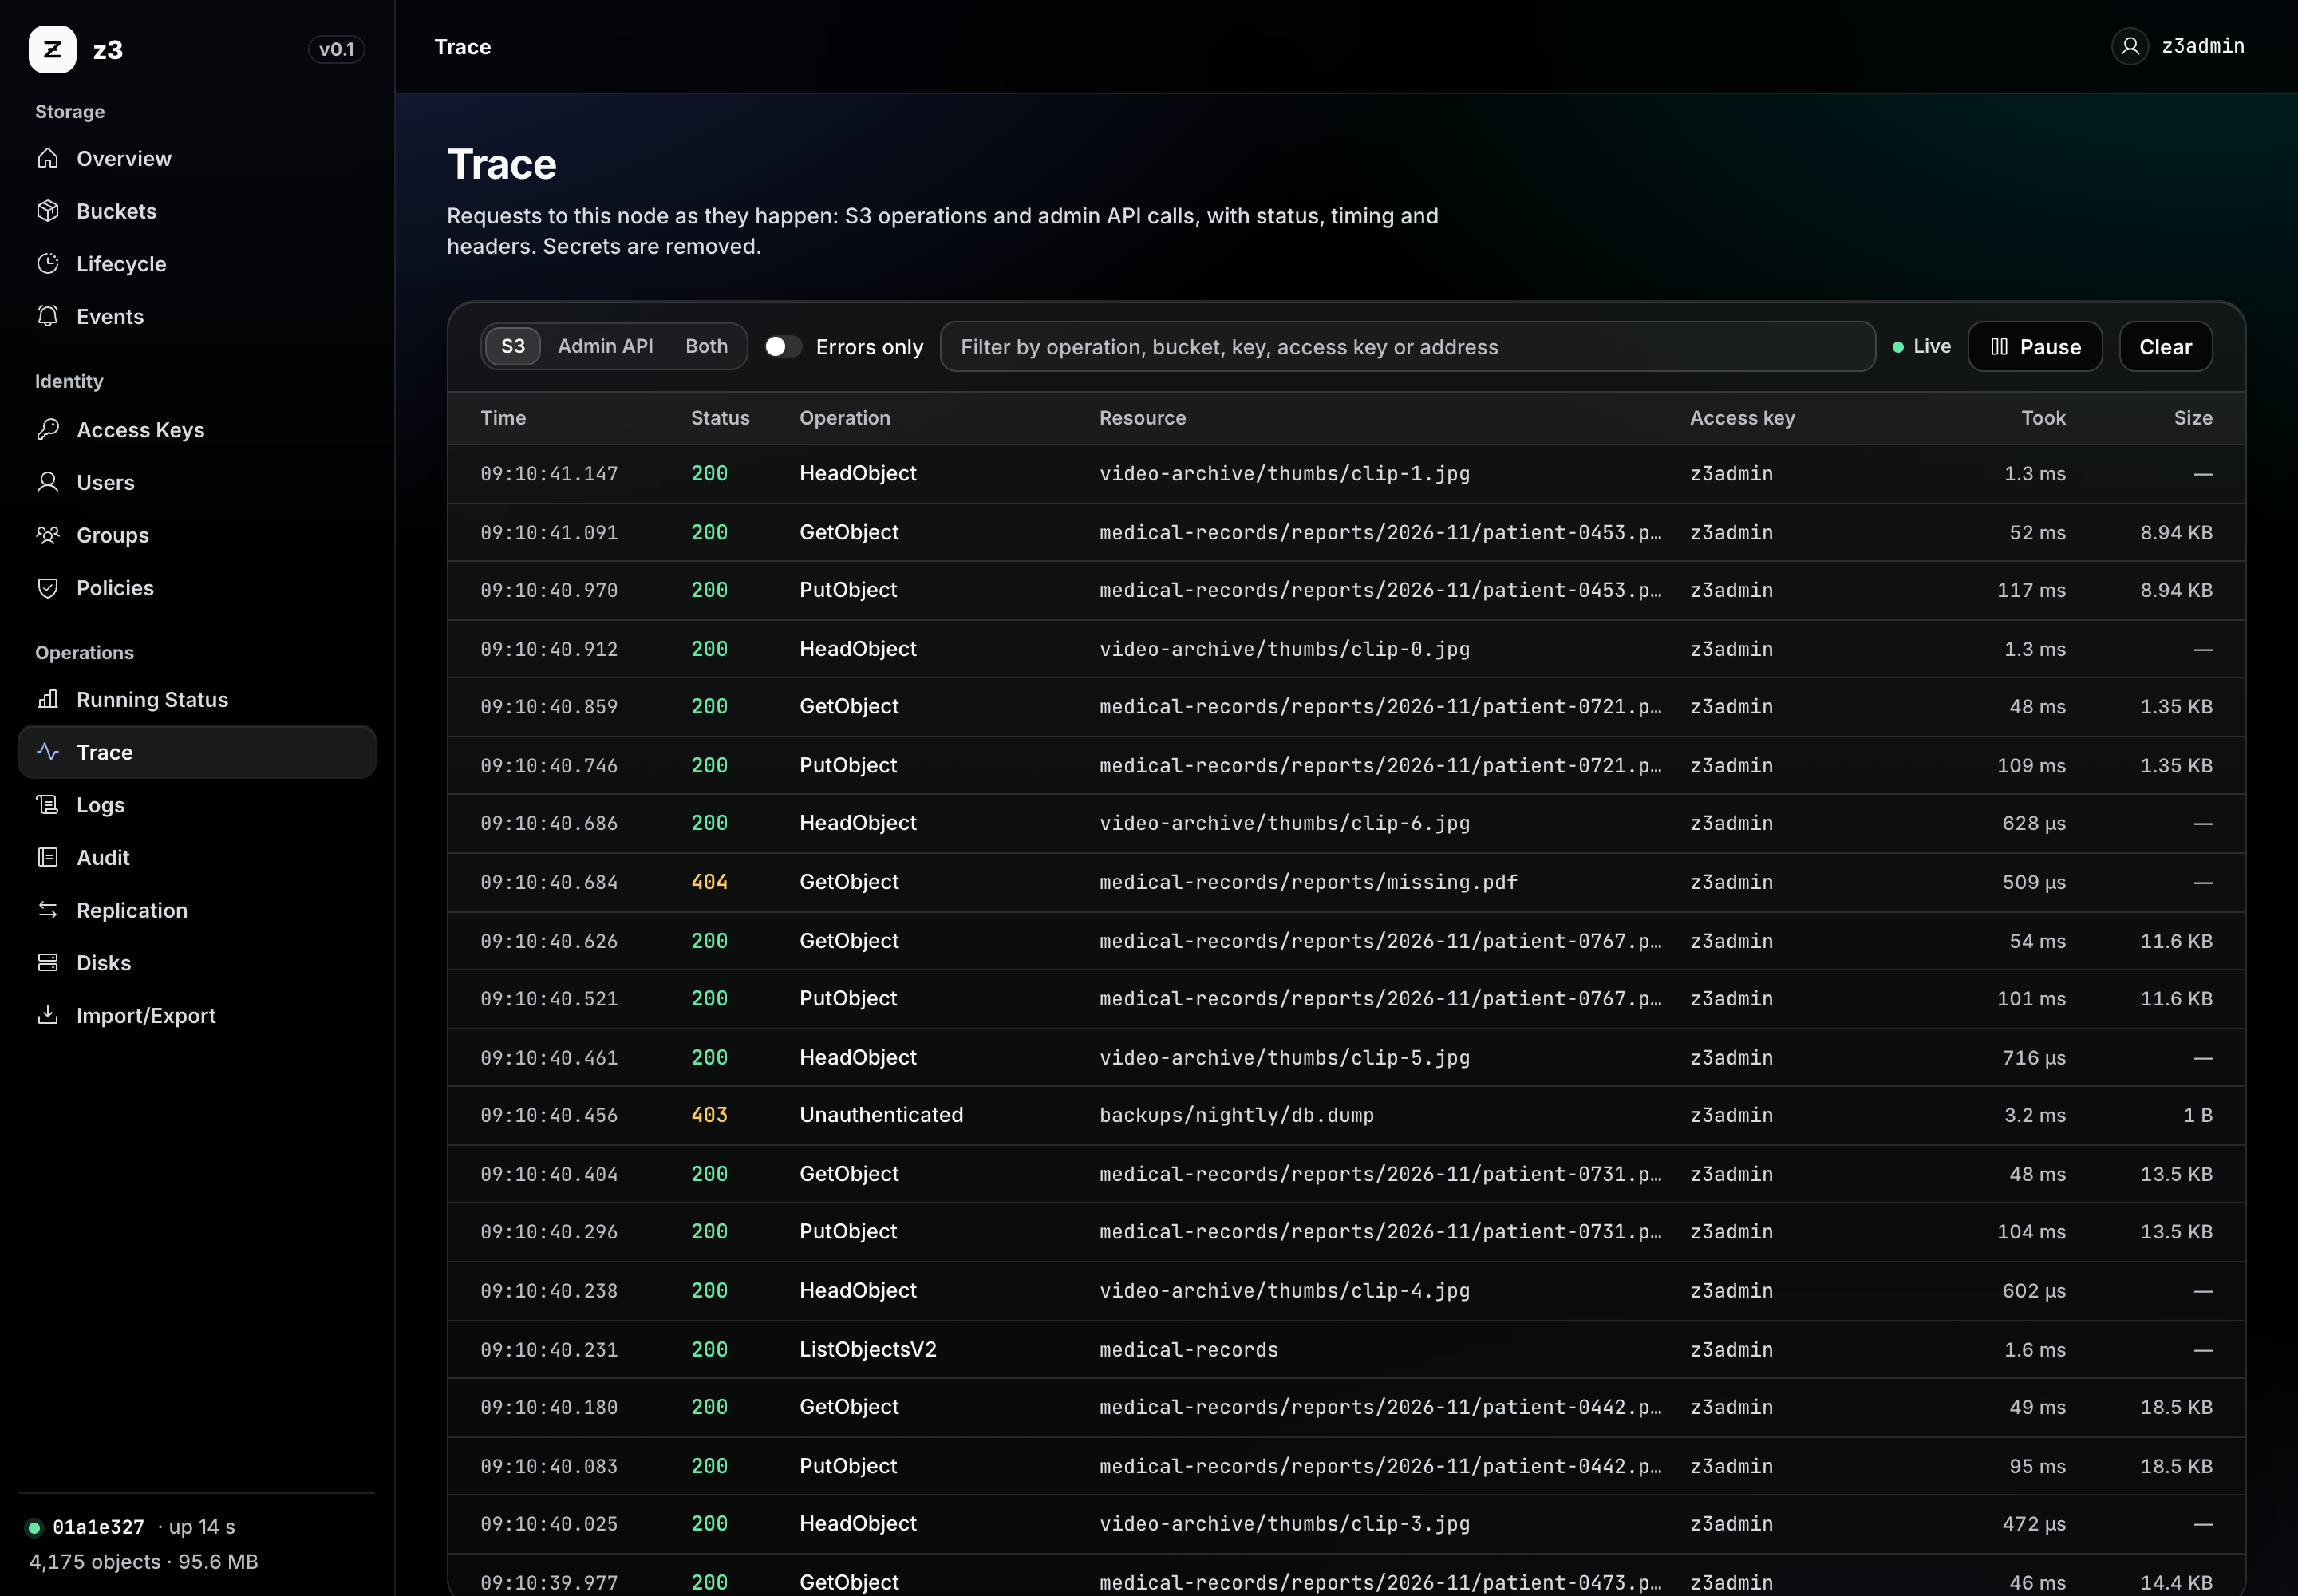 z3
v0.1
Storage
Overview
Buckets
Lifecycle
Events
Identity
Access Keys
Users
Groups
Policies
Operations
Running Status
Trace
Logs
Audit
Replication
Disks
Import/Export
01a1e327 · up 14 s
4,175 objects · 95.6 MB
Trace
z3admin
Trace
Requests to this node as they happen: S3 operations and admin API calls, with status, timing and
headers. Secrets are removed.
S3 Admin API Both Errors only Filter by operation, bucket, key, access key or address Live Pause Clear
Time Status Operation Resource Access key Took Size
09:10:41.147 200 HeadObject video-archive/thumbs/clip-1.jpg z3admin 1.3 ms —
09:10:41.091 200 GetObject medical-records/reports/2026-11/patient-0453.p… z3admin 52 ms 8.94 KB
09:10:40.970 200 PutObject medical-records/reports/2026-11/patient-0453.p… z3admin 117 ms 8.94 KB
09:10:40.912 200 HeadObject video-archive/thumbs/clip-0.jpg z3admin 1.3 ms —
09:10:40.859 200 GetObject medical-records/reports/2026-11/patient-0721.p… z3admin 48 ms 1.35 KB
09:10:40.746 200 PutObject medical-records/reports/2026-11/patient-0721.p… z3admin 109 ms 1.35 KB
09:10:40.686 200 HeadObject video-archive/thumbs/clip-6.jpg z3admin 628 µs —
09:10:40.684 404 GetObject medical-records/reports/missing.pdf z3admin 509 µs —
09:10:40.626 200 GetObject medical-records/reports/2026-11/patient-0767.p… z3admin 54 ms 11.6 KB
09:10:40.521 200 PutObject medical-records/reports/2026-11/patient-0767.p… z3admin 101 ms 11.6 KB
09:10:40.461 200 HeadObject video-archive/thumbs/clip-5.jpg z3admin 716 µs —
09:10:40.456 403 Unauthenticated backups/nightly/db.dump z3admin 3.2 ms 1 B
09:10:40.404 200 GetObject medical-records/reports/2026-11/patient-0731.p… z3admin 48 ms 13.5 KB
09:10:40.296 200 PutObject medical-records/reports/2026-11/patient-0731.p… z3admin 104 ms 13.5 KB
09:10:40.238 200 HeadObject video-archive/thumbs/clip-4.jpg z3admin 602 µs —
09:10:40.231 200 ListObjectsV2 medical-records z3admin 1.6 ms —
09:10:40.180 200 GetObject medical-records/reports/2026-11/patient-0442.p… z3admin 49 ms 18.5 KB
09:10:40.083 200 PutObject medical-records/reports/2026-11/patient-0442.p… z3admin 95 ms 18.5 KB
09:10:40.025 200 HeadObject video-archive/thumbs/clip-3.jpg z3admin 472 µs —
09:10:39.977 200 GetObject medical-records/reports/2026-11/patient-0473.p… z3admin 46 ms 14.4 KB